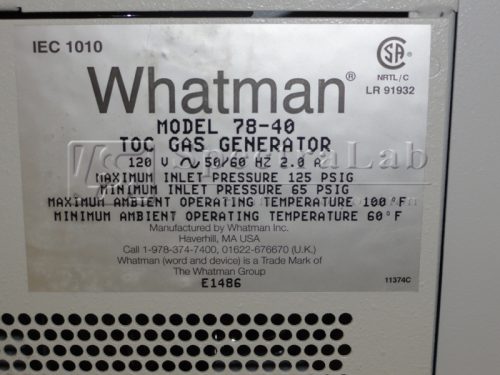 IEC 1010
CSA
®
NRTL/C
LR 91932
Whatman®
MODEL 78-40
TOC GAS GENERATOR
120 V ~ 50/60 HZ 2.0 A
MAXIMUM INLET PRESSURE 125 PSIG
MINIMUM INLET PRESSURE 65 PSIG
MAXIMUM AMBIENT OPERATING TEMPERATURE 100°F
MINIMUM AMBIENT OPERATING TEMPERATURE 60°F
Manufactured by Whatman Inc.
Haverhill, MA USA
Call 1-978-374-7400, 01622-676670 (U.K.)
Whatman (word and device) is a Trade Mark of
The Whatman Group
E1486
11374C